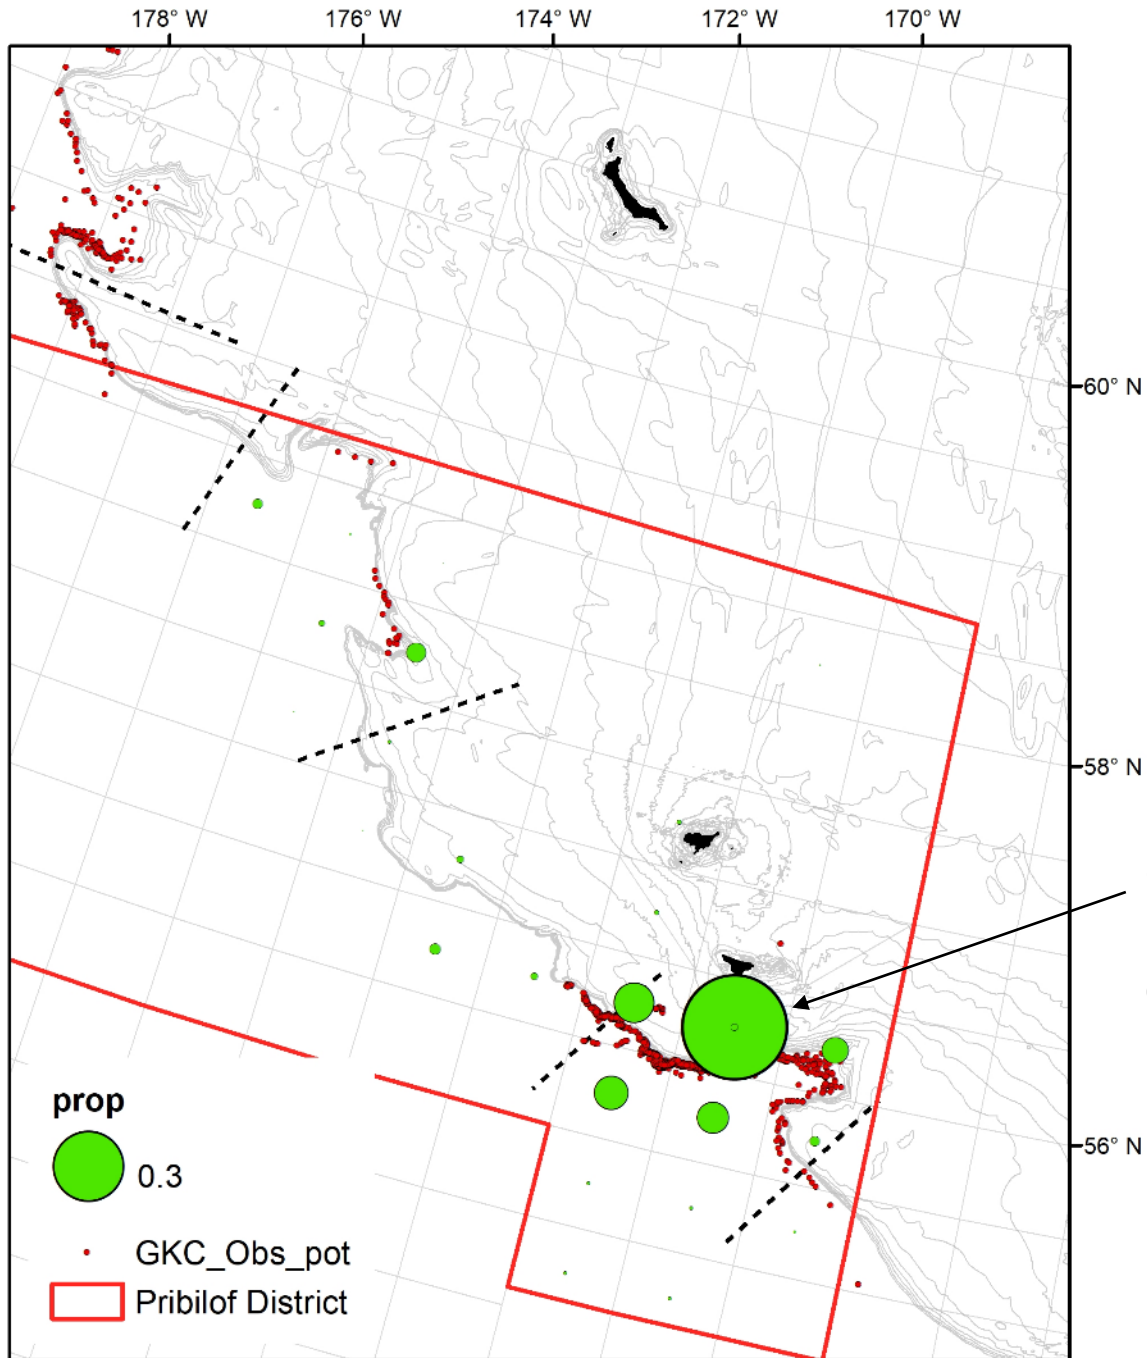 178° W 176° W 174° W 172° W 170° W
60° N
58° N
56° N
prop
0.3
GKC_Obs_pot
Pribilof District